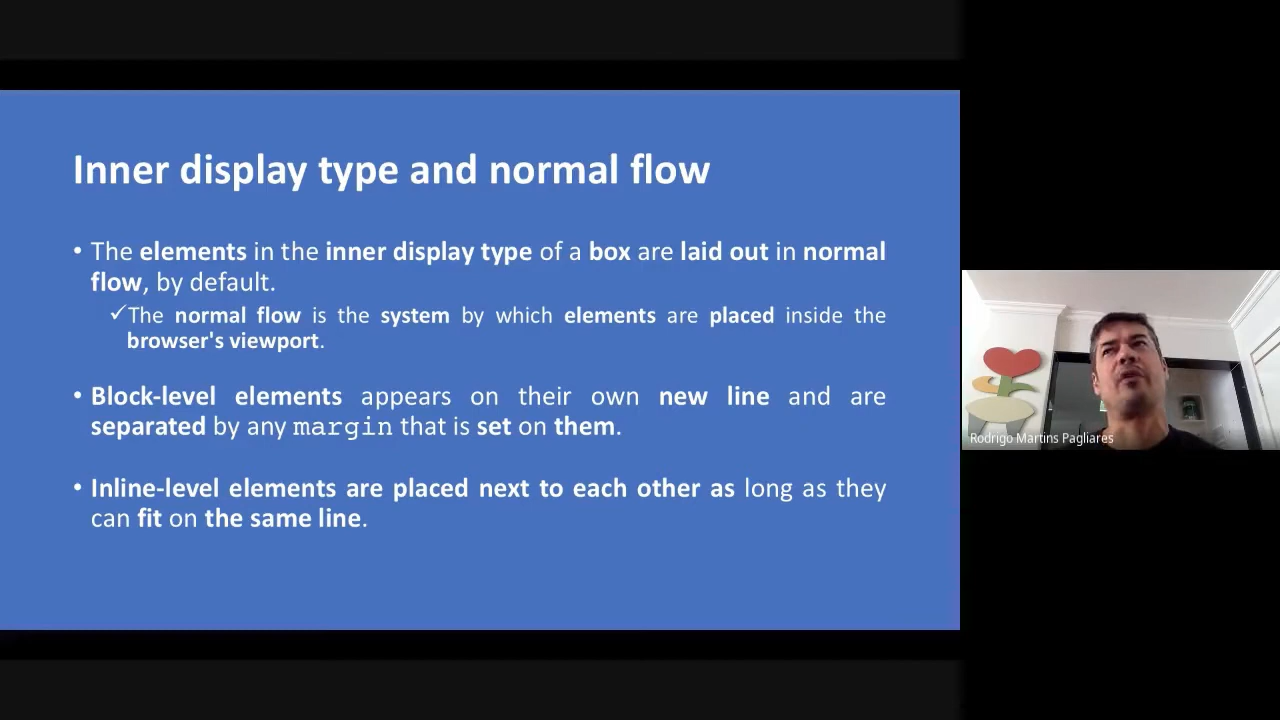 Inner display type and normal flow
• The elements in the inner display type of a box are laid out in normal
flow, by default.
✓The normal flow is the system by which elements are placed inside the
browser's viewport.
• Block-level elements appears on their own new line and are
separated by any margin that is set on them.
• Inline-level elements are placed next to each other as long as they
can fit on the same line.
Rodrigo Martins Pagliares